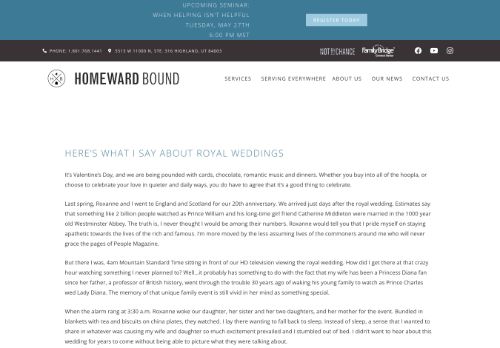 UPCOMING SEMINAR:
WHEN HELPING ISN'T HELPFUL
TUESDAY, MAY 27TH
6:00 PM MST
REGISTER TODAY
PHONE: 1.801.768.1441
5513 W 11000 N, STE. 316 HIGHLAND, UT 84003
NOT BY CHANCE
FamilyBridge
HOMEWARD BOUND
SERVICES
SERVING EVERYWHERE
ABOUT US
OUR NEWS
CONTACT US
HERE'S WHAT I SAY ABOUT ROYAL WEDDINGS
It's Valentine's Day, and we are being pounded with cards, chocolate, romantic music and dinners. Whether you buy into all of the hoopla, or
choose to celebrate your love in quieter and daily ways, you do have to agree that it's a good thing to celebrate.
Last spring, Roxanne and I went to England and Scotland for our 20th anniversary. We arrived just days after the royal wedding. Estimates say
that something like 2 billion people watched as Prince William and his long-time girl friend Catherine Middleton were married in the 1000 year
old Westminster Abbey. The truth is, I never thought I would be among their numbers. Roxanne would tell you that I pride myself on staying
apathetic towards the lives of the rich and famous. I'm more moved by the less assuming lives of the commoners around me who will never
grace the pages of People Magazine.
But there I was, 4am Mountain Standard Time sitting in front of our HD television viewing the royal wedding. How did I get there at that crazy
hour watching something I never planned to? Well...it probably has something to do with the fact that my wife has been a Princess Diana fan
since her father, a professor of British history, went through the trouble 30 years ago of waking his young family to watch as Prince Charles
wed Lady Diana. The memory of that unique family event is still vivid in her mind as something special.
When the alarm rang at 3:30 a.m. Roxanne woke our daughter, her sister and her two daughters, and her mother for the event. Bundled in
blankets with tea and biscuits on china plates, they watched. I lay there wanting to fall back to sleep. Instead of sleep, a sense that I wanted to
share in whatever was causing my wife and daughter so much excitement prevailed and I stumbled out of bed. I didn't want to hear about this
wedding for years to come without being able to picture what they were talking about.